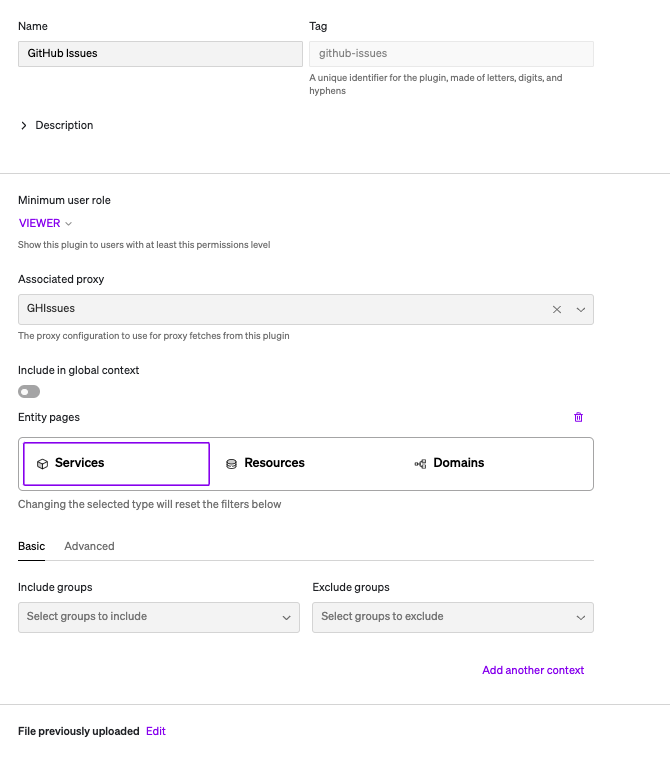 Name
Tag
GitHub Issues
github-issues
A unique identifier for the plugin, made of letters, digits, and
hyphens
Description
Minimum user role
VIEWER
Show this plugin to users with at least this permissions level
Associated proxy
GHIssues
The proxy configuration to use for proxy fetches from this plugin
Include in global context
Entity pages
Services
Resources
Domains
Changing the selected type will reset the filters below
Basic
Advanced
Include groups
Exclude groups
Select groups to include
Select groups to exclude
Add another context
File previously uploaded Edit